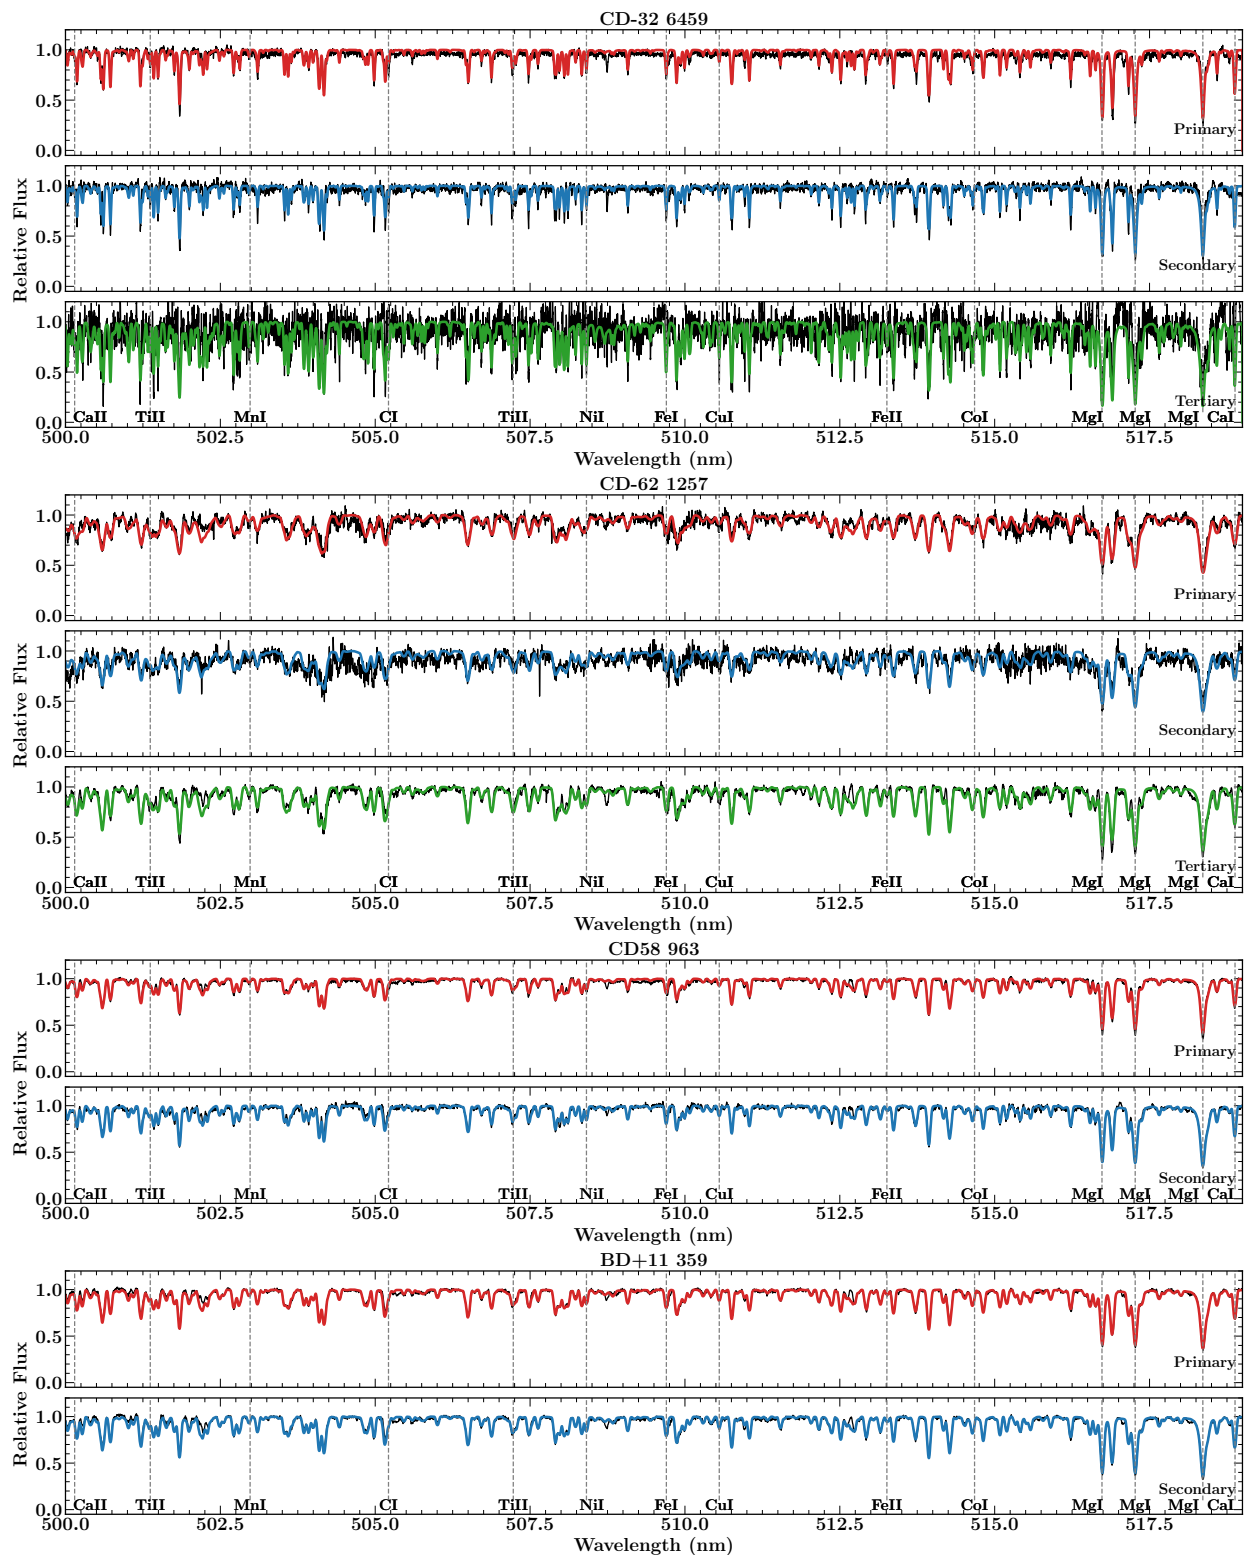 CD-32 6459
1.0
0.5
Primary
0.0
Relative Flux
1.0
0.5
Secondary
0.0
1.0
0.5
Tertiary
0.0
CaII TiII MnI CI TiII NiI FeI CuI FeII CoI MgI MgI MgI CaI
500.0 502.5 505.0 507.5 510.0 512.5 515.0 517.5
Wavelength (nm)
CD-62 1257
1.0
0.5
Primary
0.0
Relative Flux
1.0
0.5
Secondary
0.0
1.0
0.5
Tertiary
0.0
CaII TiII MnI CI TiII NiI FeI CuI FeII CoI MgI MgI MgI CaI
500.0 502.5 505.0 507.5 510.0 512.5 515.0 517.5
Wavelength (nm)
CD58 963
1.0
0.5
Primary
0.0
Relative Flux
1.0
0.5
Secondary
0.0
CaII TiII MnI CI TiII NiI FeI CuI FeII CoI MgI MgI MgI CaI
500.0 502.5 505.0 507.5 510.0 512.5 515.0 517.5
Wavelength (nm)
BD+11 359
1.0
0.5
Primary
0.0
Relative Flux
1.0
0.5
Secondary
0.0
CaII TiII MnI CI TiII NiI FeI CuI FeII CoI MgI MgI MgI CaI
500.0 502.5 505.0 507.5 510.0 512.5 515.0 517.5
Wavelength (nm)